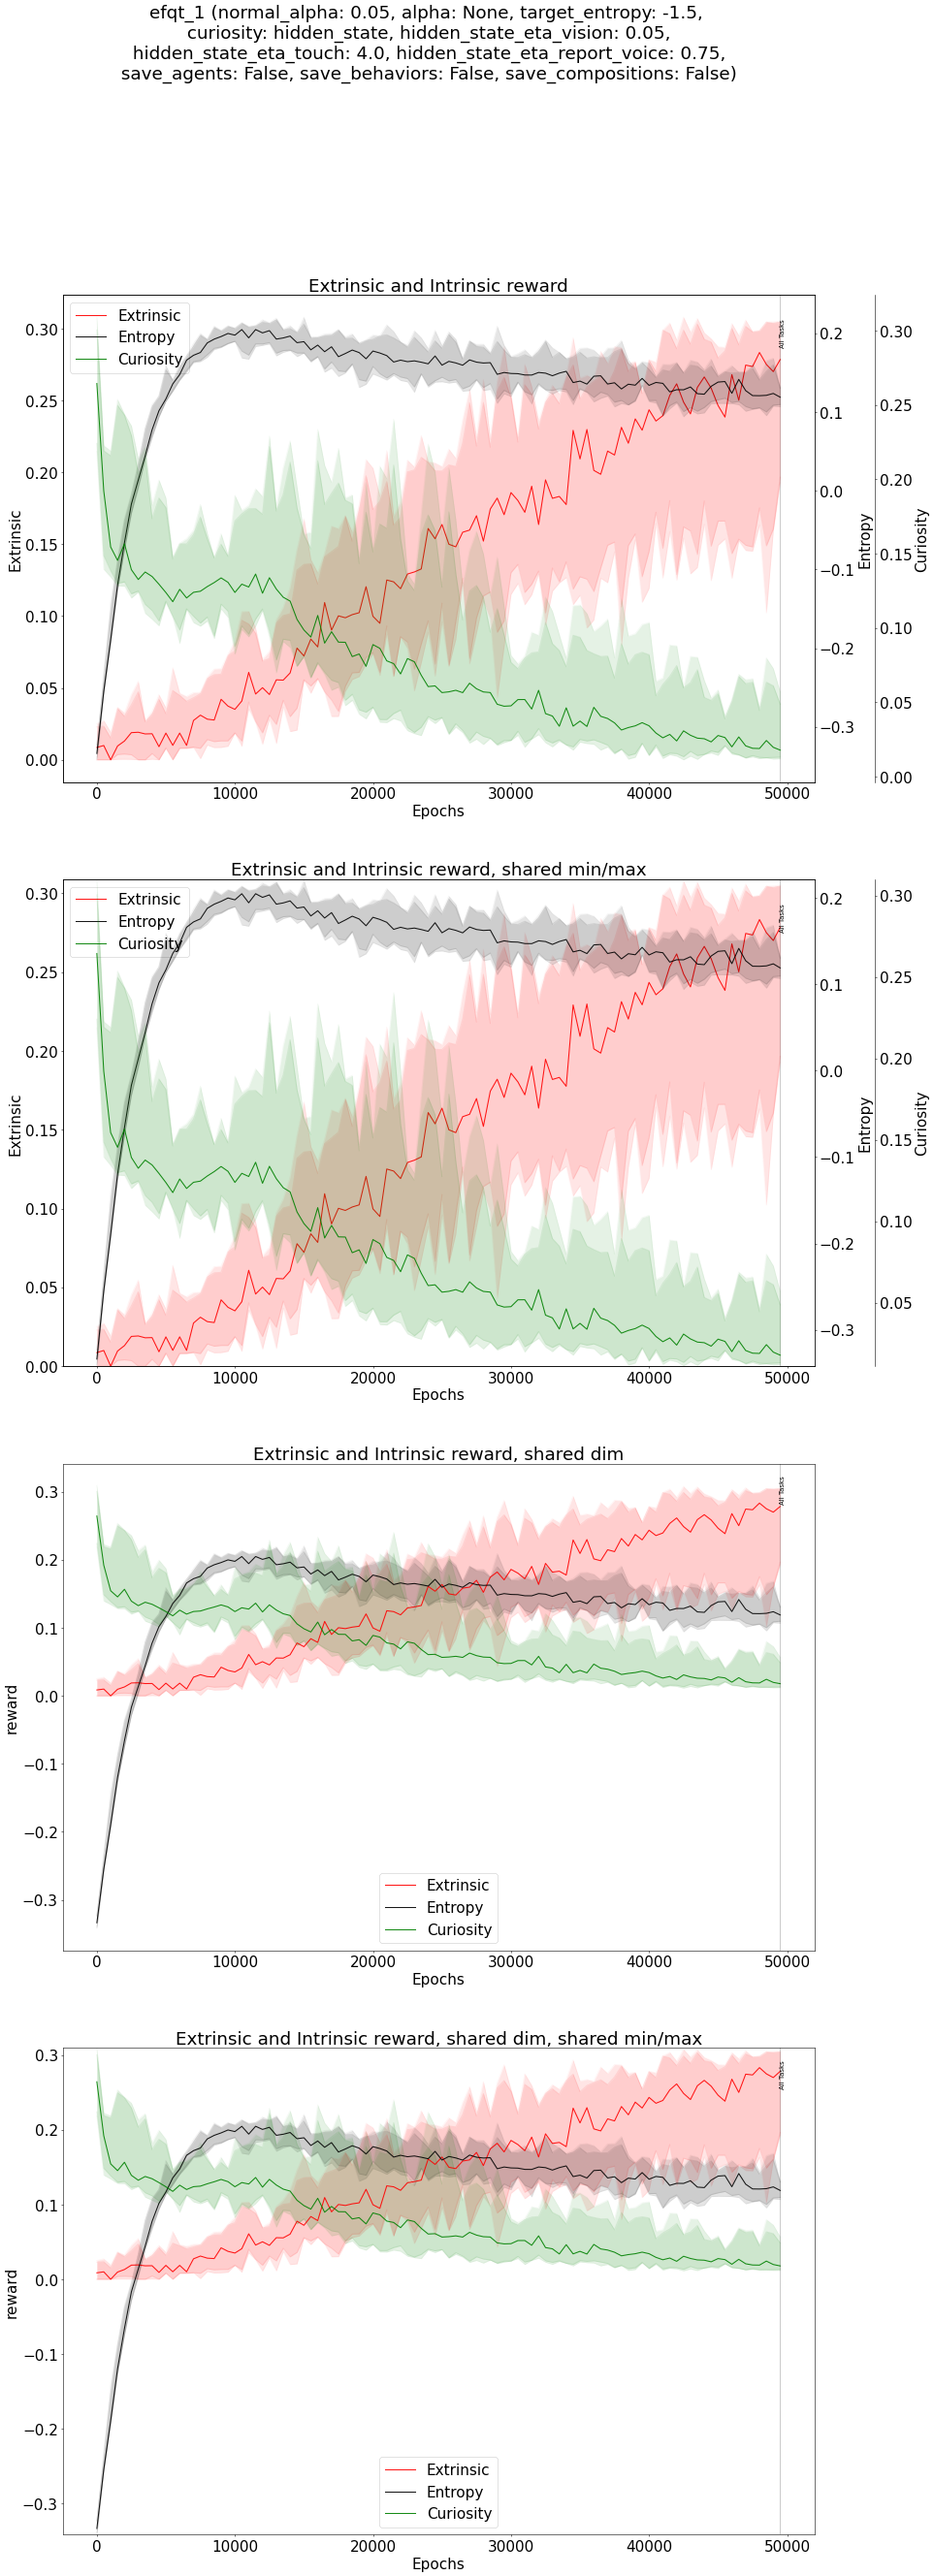 efqt_1 (normal_alpha: 0.05, alpha: None, target_entropy: -1.5,
curiosity: hidden_state, hidden_state_eta_vision: 0.05,
hidden_state_eta_touch: 4.0, hidden_state_eta_report_voice: 0.75,
save_agents: False, save_behaviors: False, save_compositions: False)
Extrinsic and Intrinsic reward
Extrinsic
Entropy
Curiosity
All Tasks
0.30
0.25
0.20
0.15
0.10
0.05
0.00
Extrinsic
0.2
0.1
0.0
−0.1
−0.2
−0.3
Entropy
0.30
0.25
0.20
0.15
0.10
0.05
0.00
Curiosity
0 10000 20000 30000 40000 50000
Epochs
Extrinsic and Intrinsic reward, shared min/max
Extrinsic
Entropy
Curiosity
All Tasks
0.30
0.25
0.20
0.15
0.10
0.05
0.00
Extrinsic
0.2
0.1
0.0
−0.1
−0.2
−0.3
Entropy
0.30
0.25
0.20
0.15
0.10
0.05
Curiosity
0 10000 20000 30000 40000 50000
Epochs
Extrinsic and Intrinsic reward, shared dim
All Tasks
0.3
0.2
0.1
0.0
−0.1
−0.2
−0.3
reward
Extrinsic
Entropy
Curiosity
0 10000 20000 30000 40000 50000
Epochs
Extrinsic and Intrinsic reward, shared dim, shared min/max
All Tasks
0.3
0.2
0.1
0.0
−0.1
−0.2
−0.3
reward
Extrinsic
Entropy
Curiosity
0 10000 20000 30000 40000 50000
Epochs